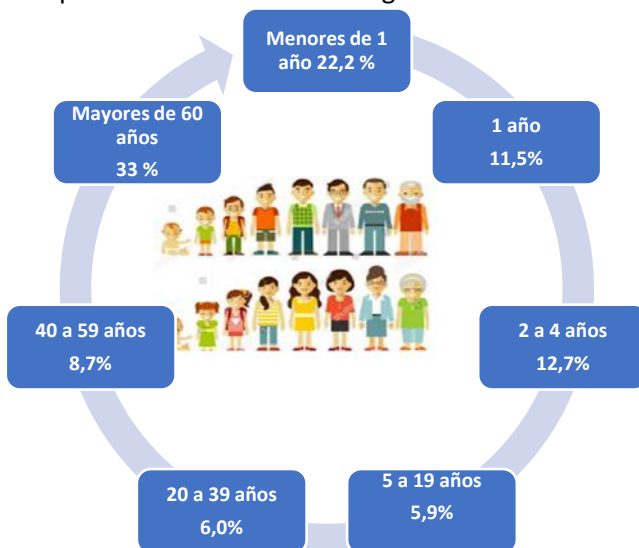 Menores de 1
año 22,2 %
1 año
11,5%
2 a 4 años
12,7%
5 a 19 años
5,9%
20 a 39 años
6,0%
40 a 59 años
8,7%
Mayores de 60
años
33 %